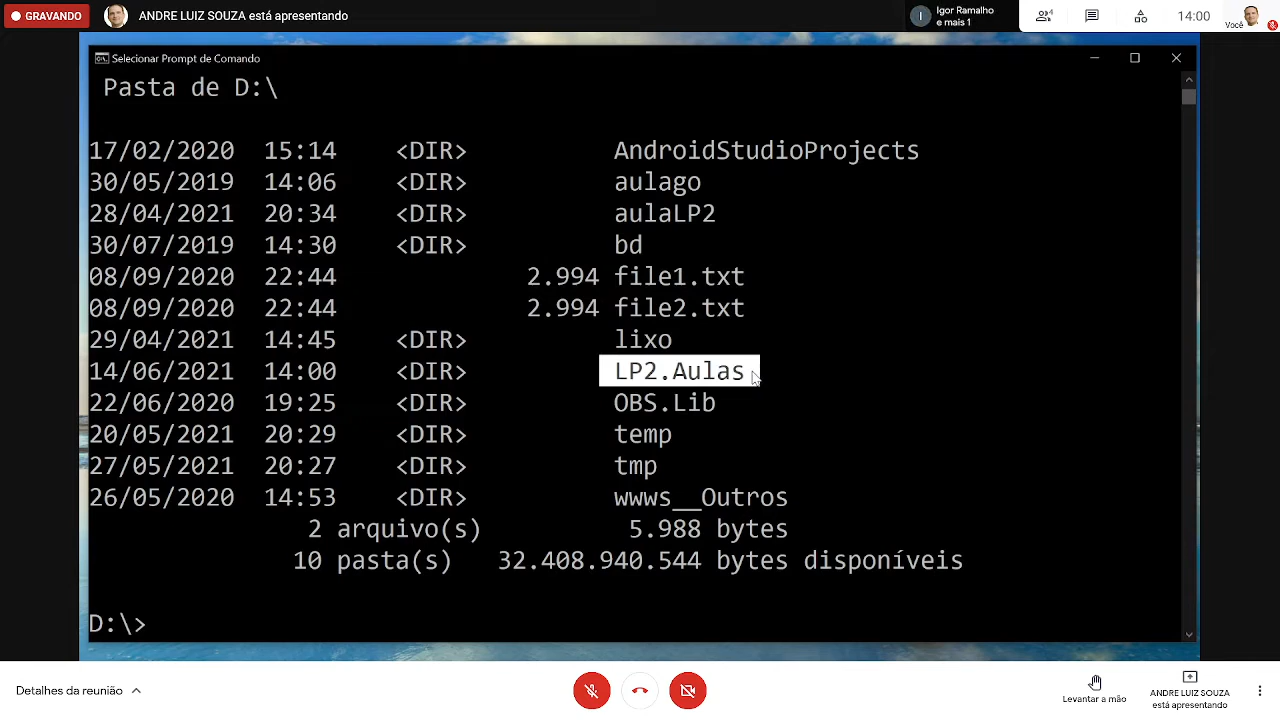 GRAVANDO
ANDRE LUIZ SOUZA está apresentando
I
Igor Ramalho
e mais 1
4
14:00
Você
Selecionar Prompt de Comando
Pasta de D:\
17/02/2020 15:14 <DIR> AndroidStudioProjects
30/05/2019 14:06 <DIR> aulago
28/04/2021 20:34 <DIR> aulaLP2
30/07/2019 14:30 <DIR> bd
08/09/2020 22:44 2.994 file1.txt
08/09/2020 22:44 2.994 file2.txt
29/04/2021 14:45 <DIR> lixo
14/06/2021 14:00 <DIR> LP2.Aulas
22/06/2020 19:25 <DIR> OBS.Lib
20/05/2021 20:29 <DIR> temp
27/05/2021 20:27 <DIR> tmp
26/05/2020 14:53 <DIR> wwws__Outros
2 arquivo(s) 5.988 bytes
10 pasta(s) 32.408.940.544 bytes disponíveis
D:\>
Detalhes da reunião
Levantar a mão
ANDRE LUIZ SOUZA
está apresentando